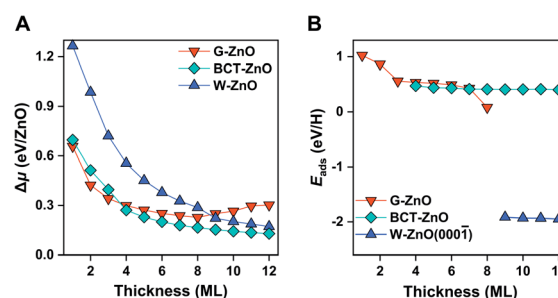 A
B
1.2
0.9
0.6
0.3
0.0
Δμ (eV/ZnO)
G-ZnO
BCT-ZnO
W-ZnO
2 4 6 8 10 12
Thickness (ML)
1
0
-1
-2
E_ads (eV/H)
G-ZnO
BCT-ZnO
W-ZnO(0001̄)
2 4 6 8 10
Thickness (ML)